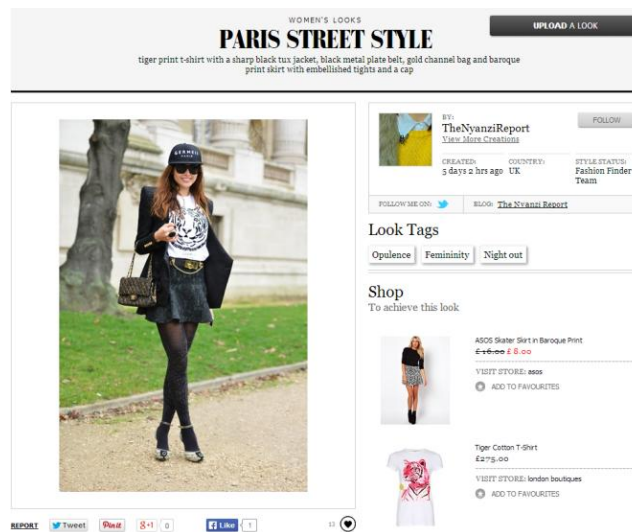 WOMEN'S LOOKS
PARIS STREET STYLE
tiger print t-shirt with a sharp black tux jacket, black metal plate belt, gold channel bag and baroque
print skirt with embellished tights and a cap
UPLOAD A LOOK
BY:
TheNyanziReport
View More Creations
FOLLOW
CREATED:
5 days 2 hrs ago
COUNTRY:
UK
STYLE STATUS:
Fashion Finder
Team
FOLLOW ME ON:
BLOG: The Nyanzi Report
Look Tags
Opulence
Femininity
Night out
Shop
To achieve this look
ASOS Skater Skirt in Baroque Print
£16.00 £8.00
VISIT STORE: asos
ADD TO FAVOURITES
Tiger Cotton T-Shirt
£275.00
VISIT STORE: london boutiques
ADD TO FAVOURITES
REPORT
Tweet
Pin it
+1
0
Like
1
13